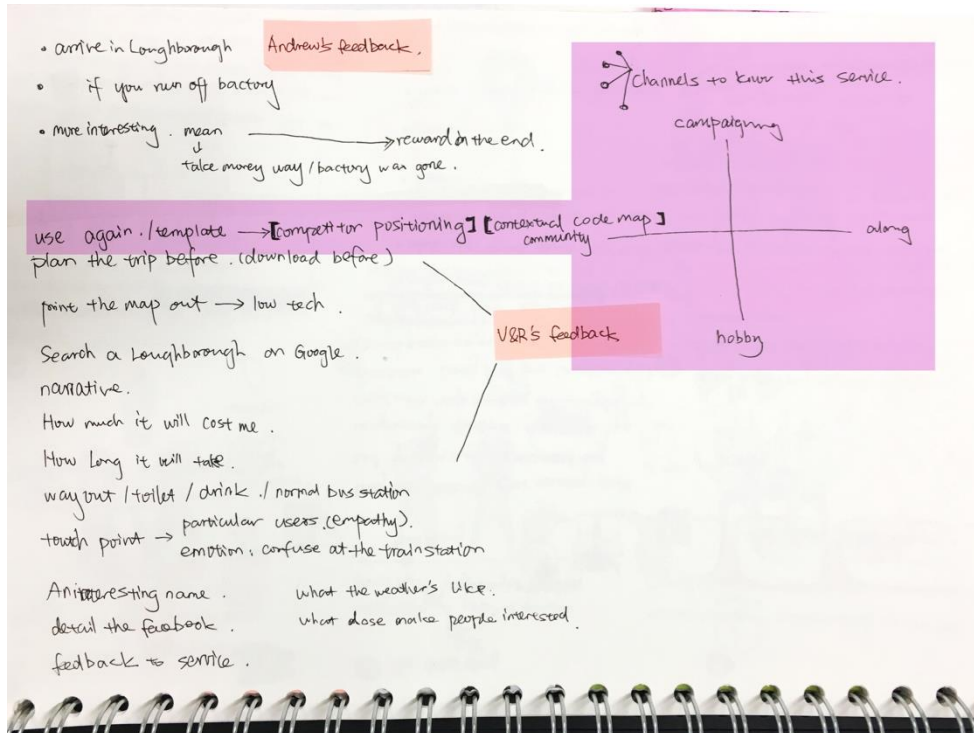 • arrive in Loughborough
Andrew's feedback.
• if you run off bactory
• more interesting. mean → reward in the end.
↓
take money way / bactory was gone.
Channels to know this service.
campaigning
community
along
hobby
use again. / template → [competitor positioning] [contextual code map]
plan the trip before. (download before)
print the map out → low tech.
V&R's feedback
Search a Loughborough on Google.
narrative.
How much it will cost me.
How Long it will take.
way out / toilet / drink. / normal bus station
touch point → particular users. (empathy).
emotion: confuse at the train station
An interesting name.
what the weather's like.
detail the facebook.
what dose make people interested.
feedback to service.